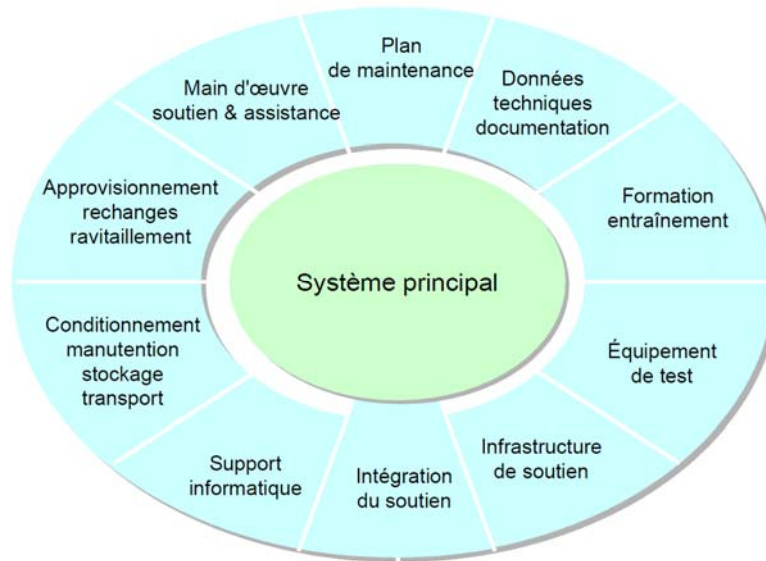 Plan
de maintenance
Données
techniques
documentation
Formation
entraînement
Équipement
de test
Infrastructure
de soutien
Intégration
du soutien
Support
informatique
Conditionnement
manutention
stockage
transport
Approvisionnement
rechanges
ravitaillement
Main d'œuvre
soutien & assistance
Système principal